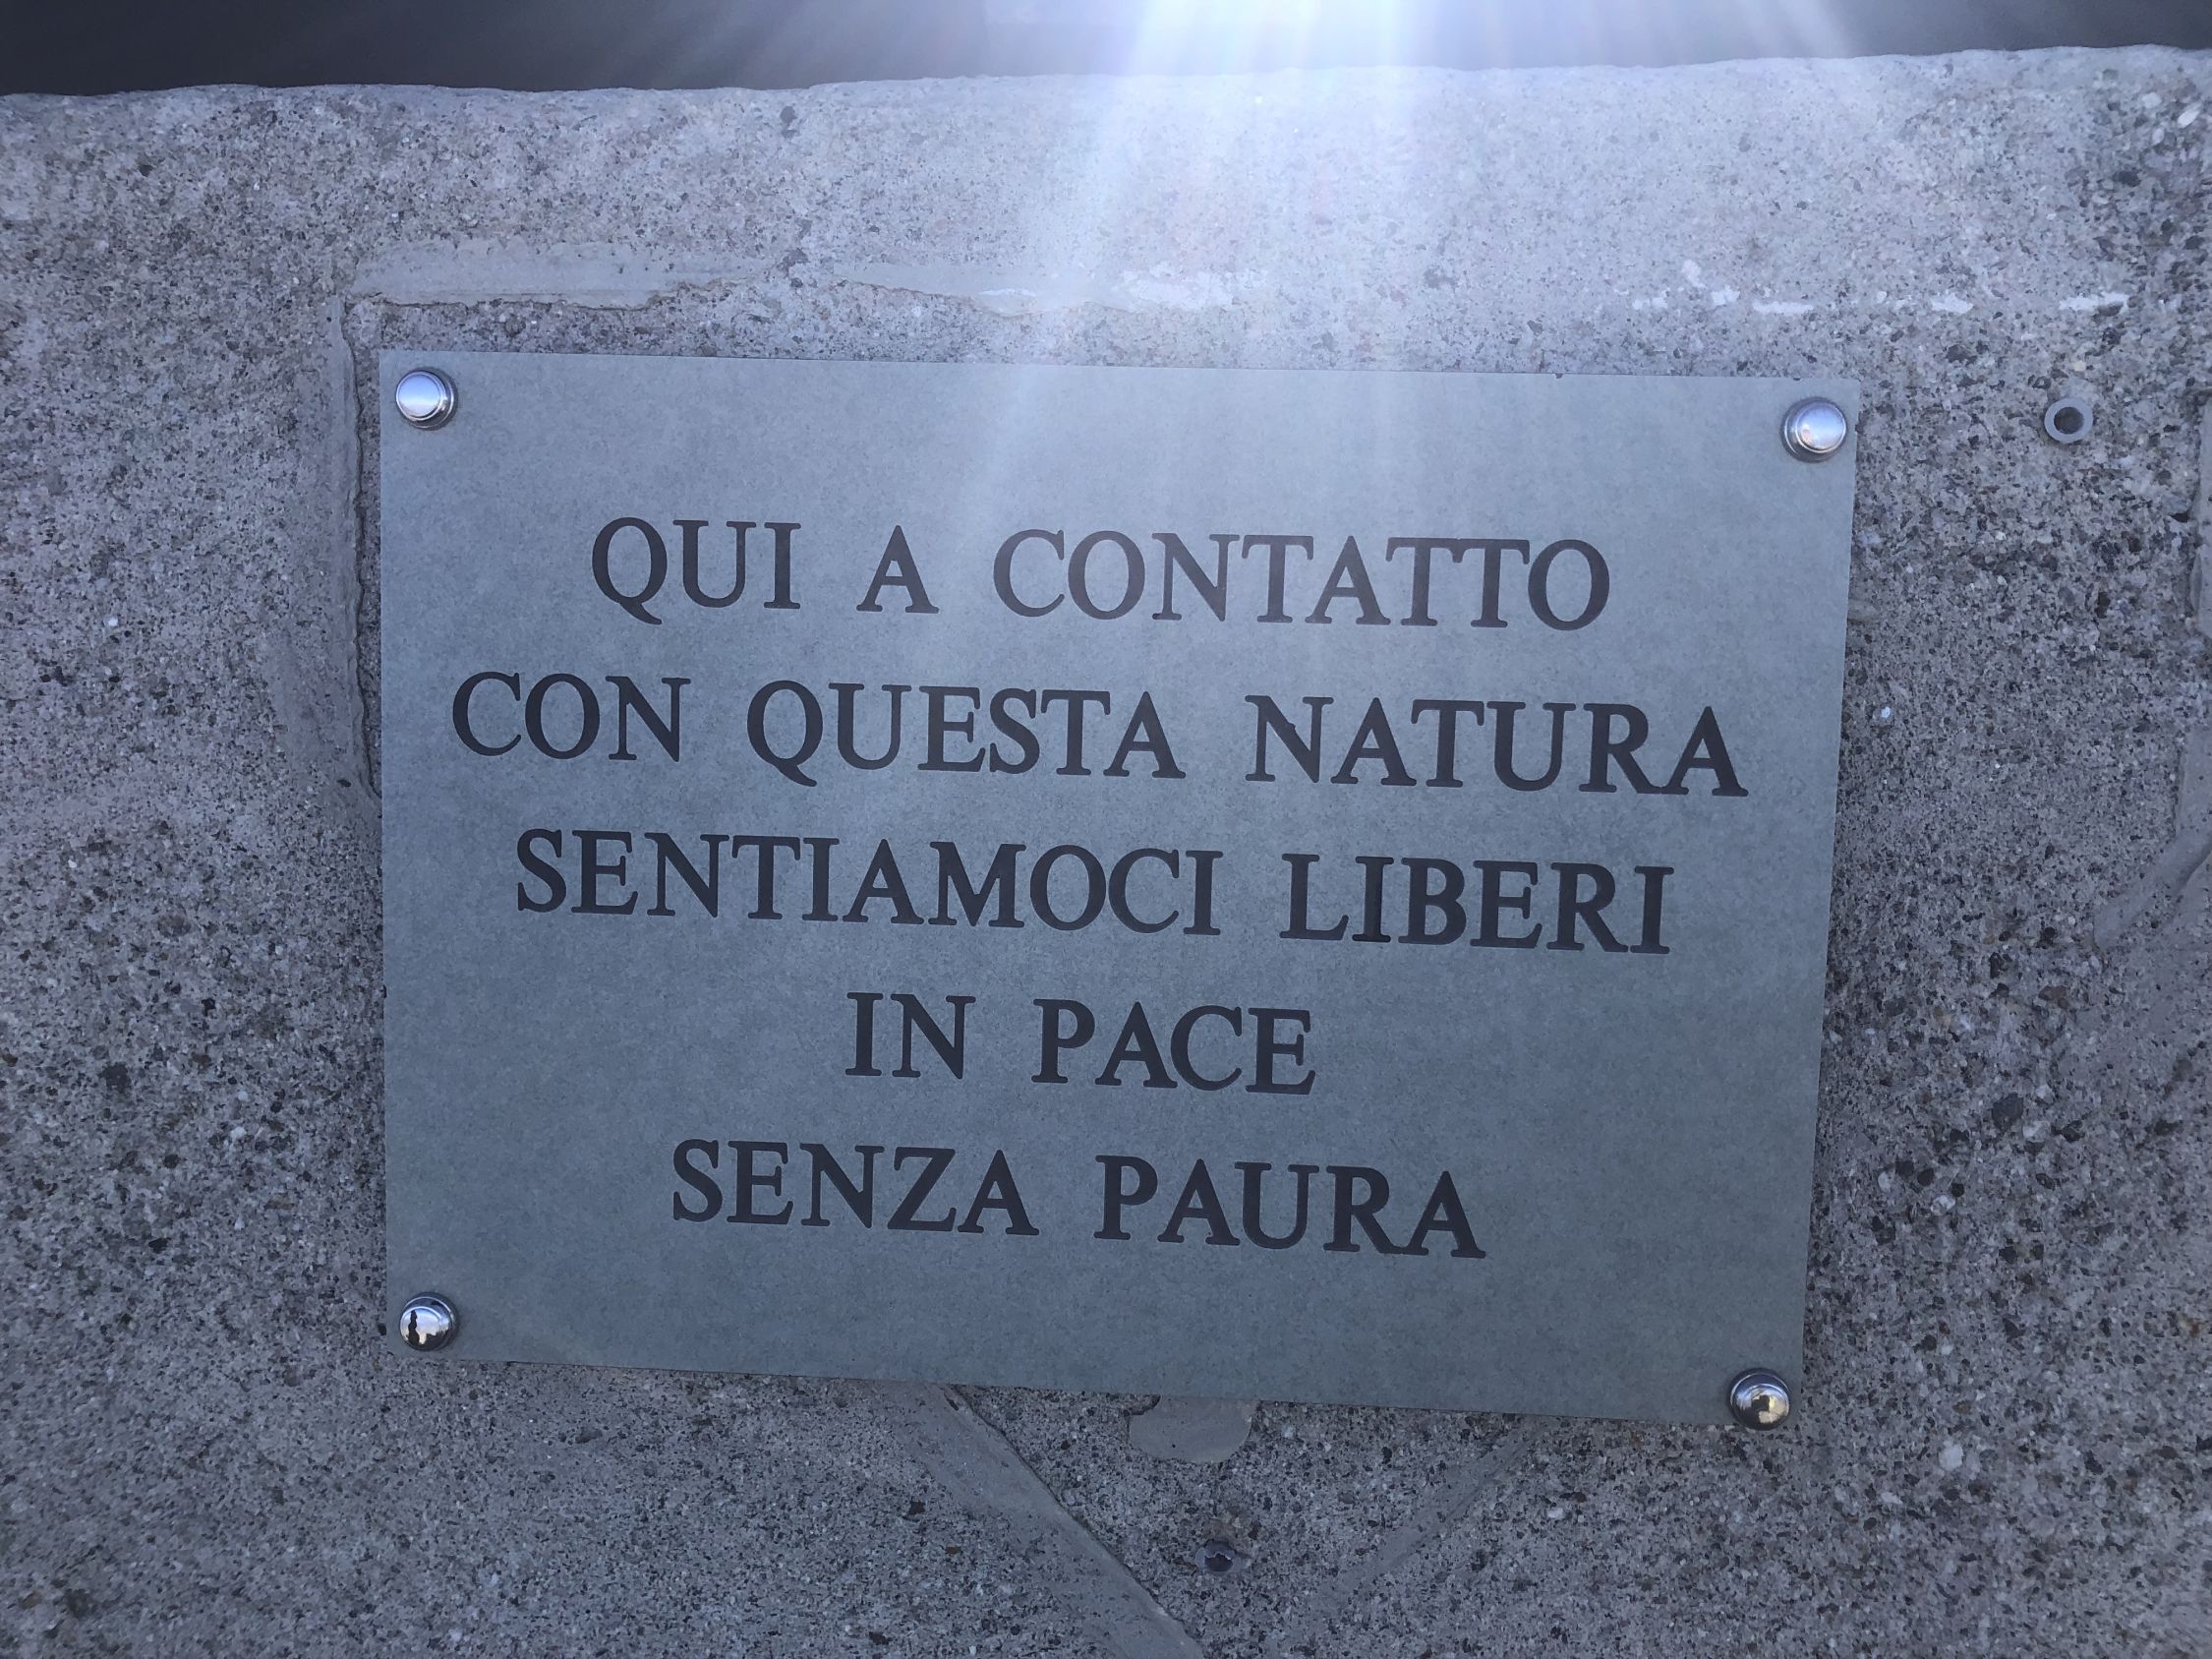 QUI A CONTATTO
CON QUESTA NATURA
SENTIAMOCI LIBERI
IN PACE
SENZA PAURA